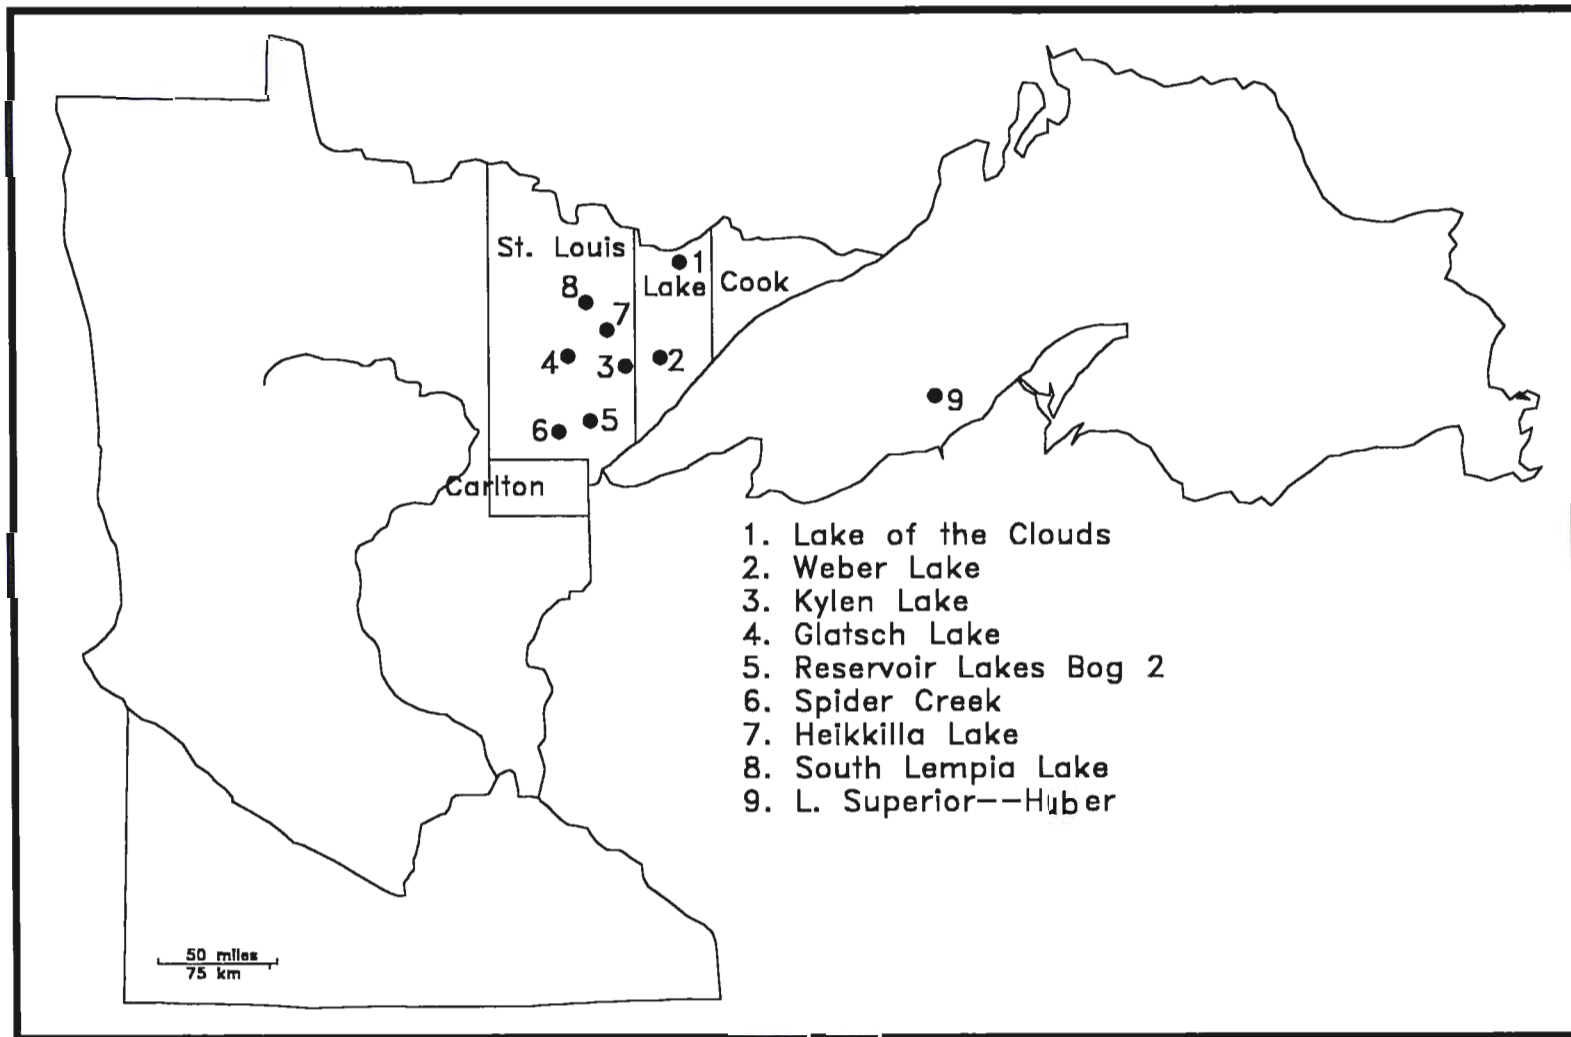 St. Louis
1
Lake
Cook
8
7
4
3
2
9
5
6
Carlton
1. Lake of the Clouds
2. Weber Lake
3. Kylen Lake
4. Glatsch Lake
5. Reservoir Lakes Bog 2
6. Spider Creek
7. Heikkilla Lake
8. South Lempia Lake
9. L. Superior--Huber
50 miles
75 km